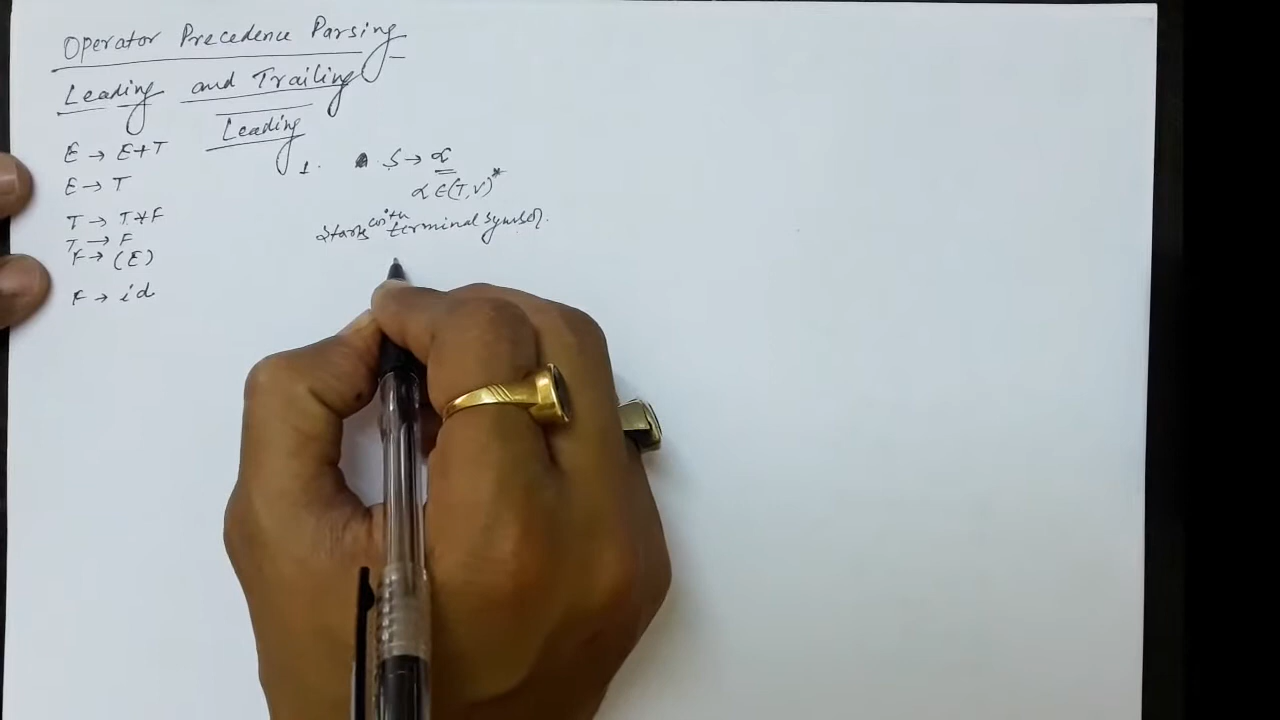 Operator Precedence Parsing
Leading and Trailing
Leading
E → E+T
E → T
T → T*F
T → F
F → (E)
F → id
1. S → α
α ∈ (T,V)*
starts with terminal symbol.